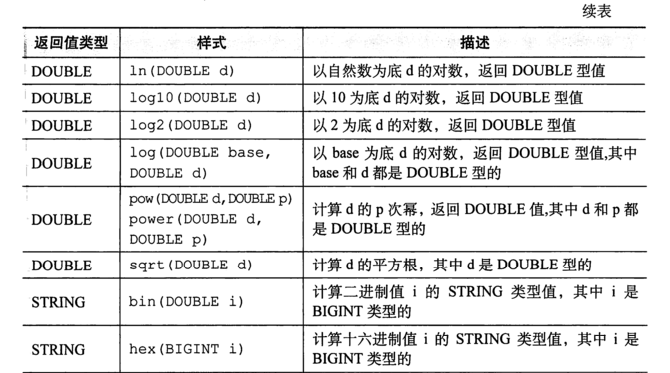 续表
返回值类型 样式 描述
DOUBLE ln(DOUBLE d) 以自然数为底 d 的对数，返回 DOUBLE 型值
DOUBLE log10(DOUBLE d) 以 10 为底 d 的对数，返回 DOUBLE 型值
DOUBLE log2(DOUBLE d) 以 2 为底 d 的对数，返回 DOUBLE 型值
DOUBLE log(DOUBLE base, 以 base 为底 d 的对数，返回 DOUBLE 型值,其中
DOUBLE d) base 和 d 都是 DOUBLE 型的
pow(DOUBLE d,DOUBLE p)
DOUBLE power(DOUBLE d, 计算 d 的 p 次幂，返回 DOUBLE 值,其中 d 和 p 都
DOUBLE p) 是 DOUBLE 型的
DOUBLE sqrt(DOUBLE d) 计算 d 的平方根，其中 d 是 DOUBLE 型的
STRING bin(DOUBLE i) 计算二进制值 i 的 STRING 类型值，其中 i 是
BIGINT 类型的
STRING hex(BIGINT i) 计算十六进制值 i 的 STRING 类型值，其中 i 是
BIGINT 类型的